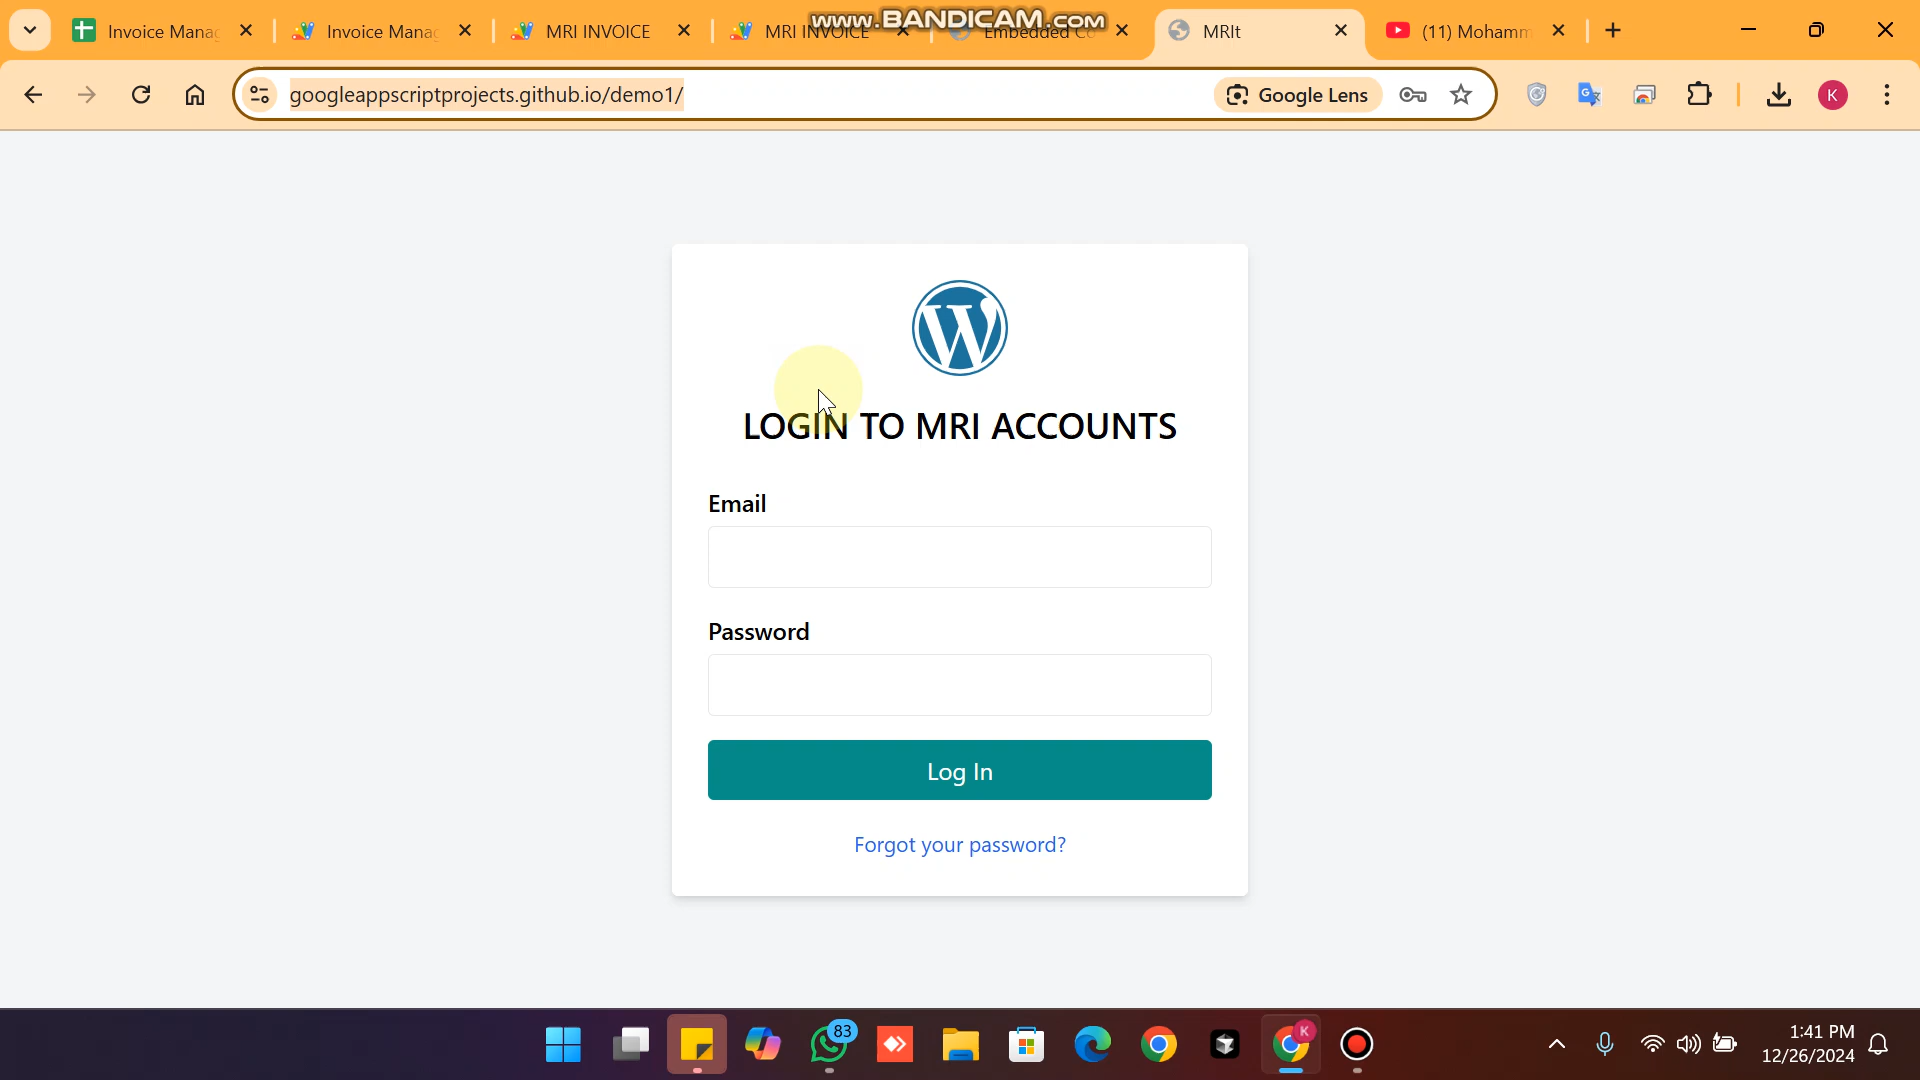 Invoice Manag
Invoice Manag
MRI INVOICE
MRI INVOICE
Embedded Co
MRIt
(11) Mohamm
www.BANDICAM.com
googleappscriptprojects.github.io/demo1/
Google Lens
K
LOGIN TO MRI ACCOUNTS
Email
Password
Log In
Forgot your password?
83
K
1:41 PM
12/26/2024